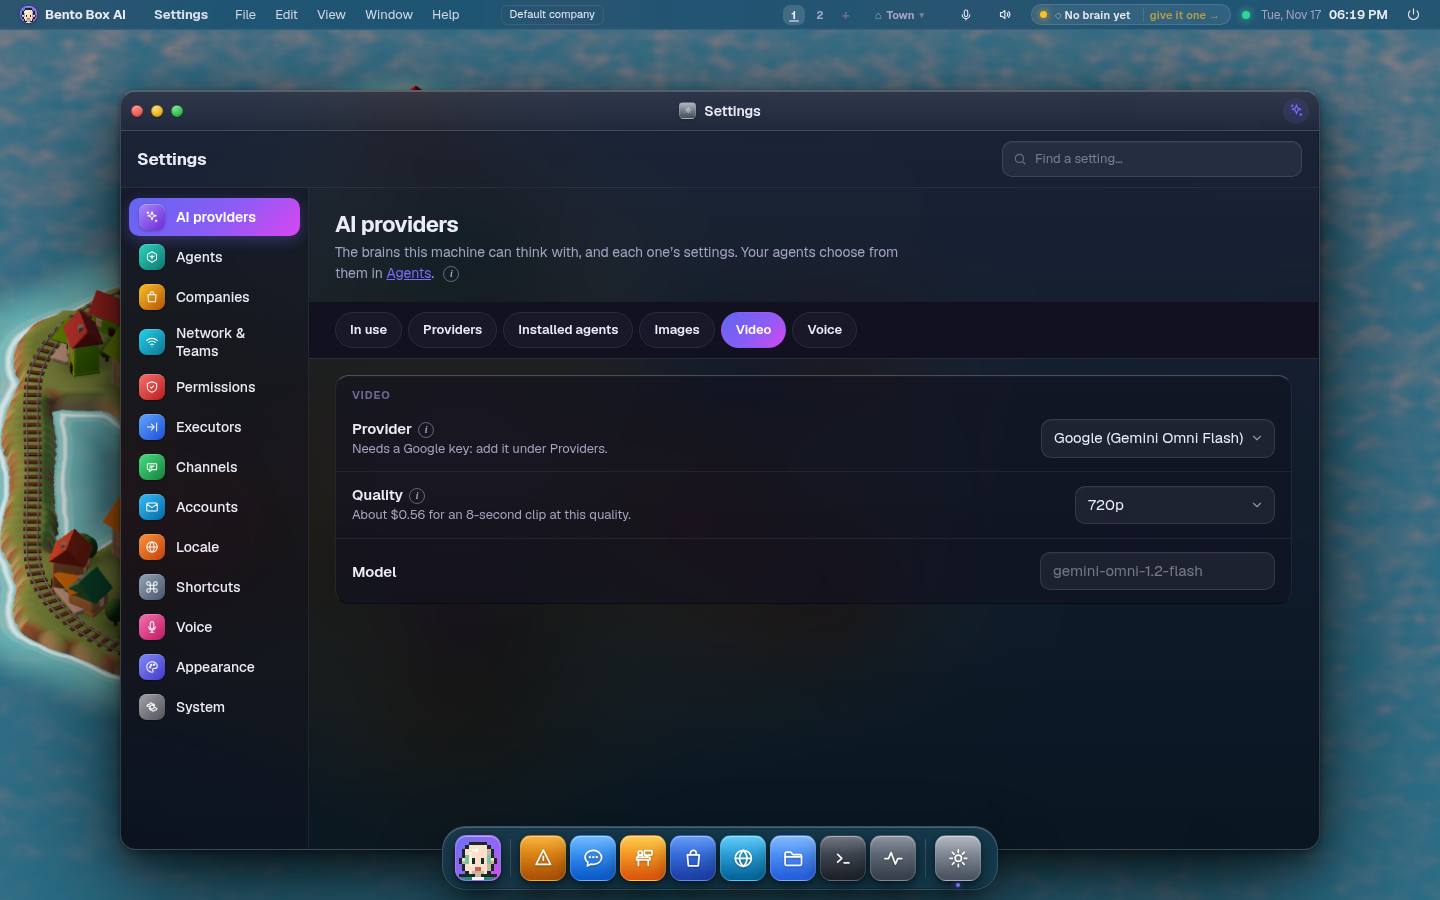 Bento Box AI Settings File Edit View Window Help Default company 1 2 + Town No brain yet give it one → Tue, Nov 17 06:19 PM
Settings
Settings
Find a setting...
AI providers
Agents
Companies
Network &
Teams
Permissions
Executors
Channels
Accounts
Locale
Shortcuts
Voice
Appearance
System
AI providers
The brains this machine can think with, and each one's settings. Your agents choose from
them in Agents.
In use Providers Installed agents Images Video Voice
VIDEO
Provider
Needs a Google key: add it under Providers.
Google (Gemini Omni Flash)
Quality
About $0.56 for an 8-second clip at this quality.
720p
Model
gemini-omni-1.2-flash